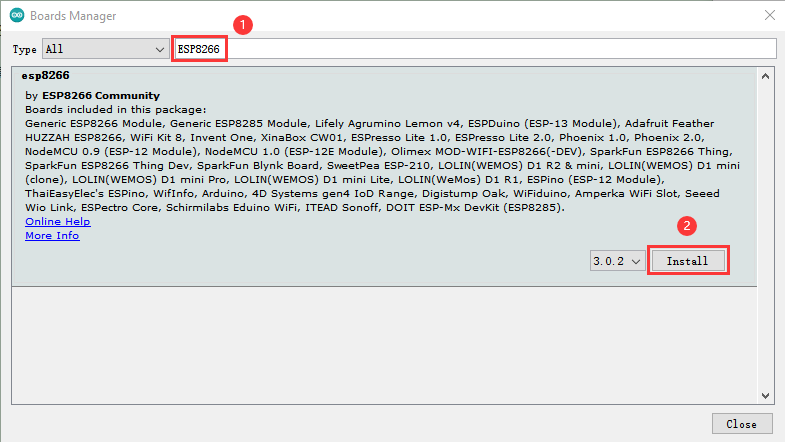 Boards Manager
1
Type All ESP8266
esp8266
by ESP8266 Community
Boards included in this package:
Generic ESP8266 Module, Generic ESP8285 Module, Lifely Agrumino Lemon v4, ESPDuino (ESP-13 Module), Adafruit Feather
HUZZAH ESP8266, WiFi Kit 8, Invent One, XinaBox CW01, ESPresso Lite 1.0, ESPresso Lite 2.0, Phoenix 1.0, Phoenix 2.0,
NodeMCU 0.9 (ESP-12 Module), NodeMCU 1.0 (ESP-12E Module), Olimex MOD-WIFI-ESP8266(-DEV), SparkFun ESP8266 Thing,
SparkFun ESP8266 Thing Dev, SparkFun Blynk Board, SweetPea ESP-210, LOLIN(WEMOS) D1 R2 & mini, LOLIN(WEMOS) D1 mini
(clone), LOLIN(WEMOS) D1 mini Pro, LOLIN(WEMOS) D1 mini Lite, LOLIN(WeMos) D1 R1, ESPino (ESP-12 Module),
ThaiEasyElec's ESPino, WifInfo, Arduino, 4D Systems gen4 IoD Range, Digistump Oak, WiFiduino, Amperka WiFi Slot, Seeed
Wio Link, ESPectro Core, Schirmilabs Eduino WiFi, ITEAD Sonoff, DOIT ESP-Mx DevKit (ESP8285).
Online Help
More Info
2
3.0.2 Install
Close